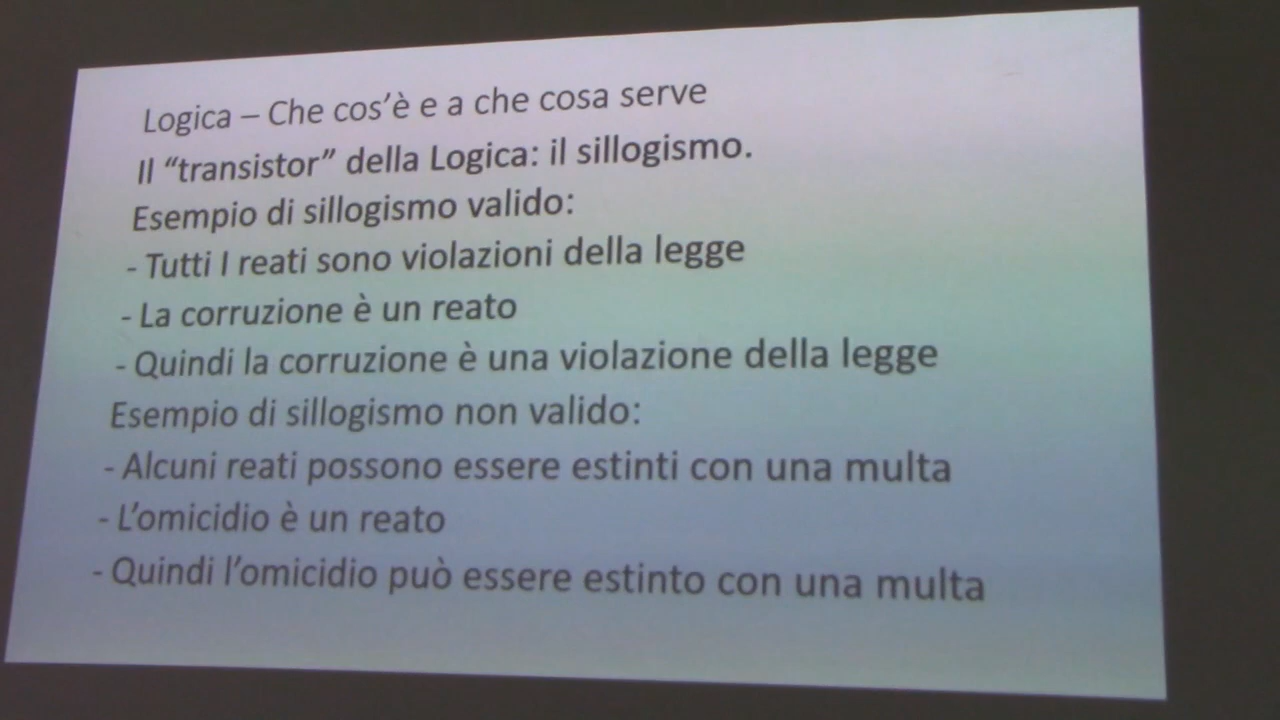 Logica – Che cos’è e a che cosa serve
Il “transistor” della Logica: il sillogismo.
Esempio di sillogismo valido:
- Tutti I reati sono violazioni della legge
- La corruzione è un reato
- Quindi la corruzione è una violazione della legge
Esempio di sillogismo non valido:
- Alcuni reati possono essere estinti con una multa
- L’omicidio è un reato
- Quindi l’omicidio può essere estinto con una multa